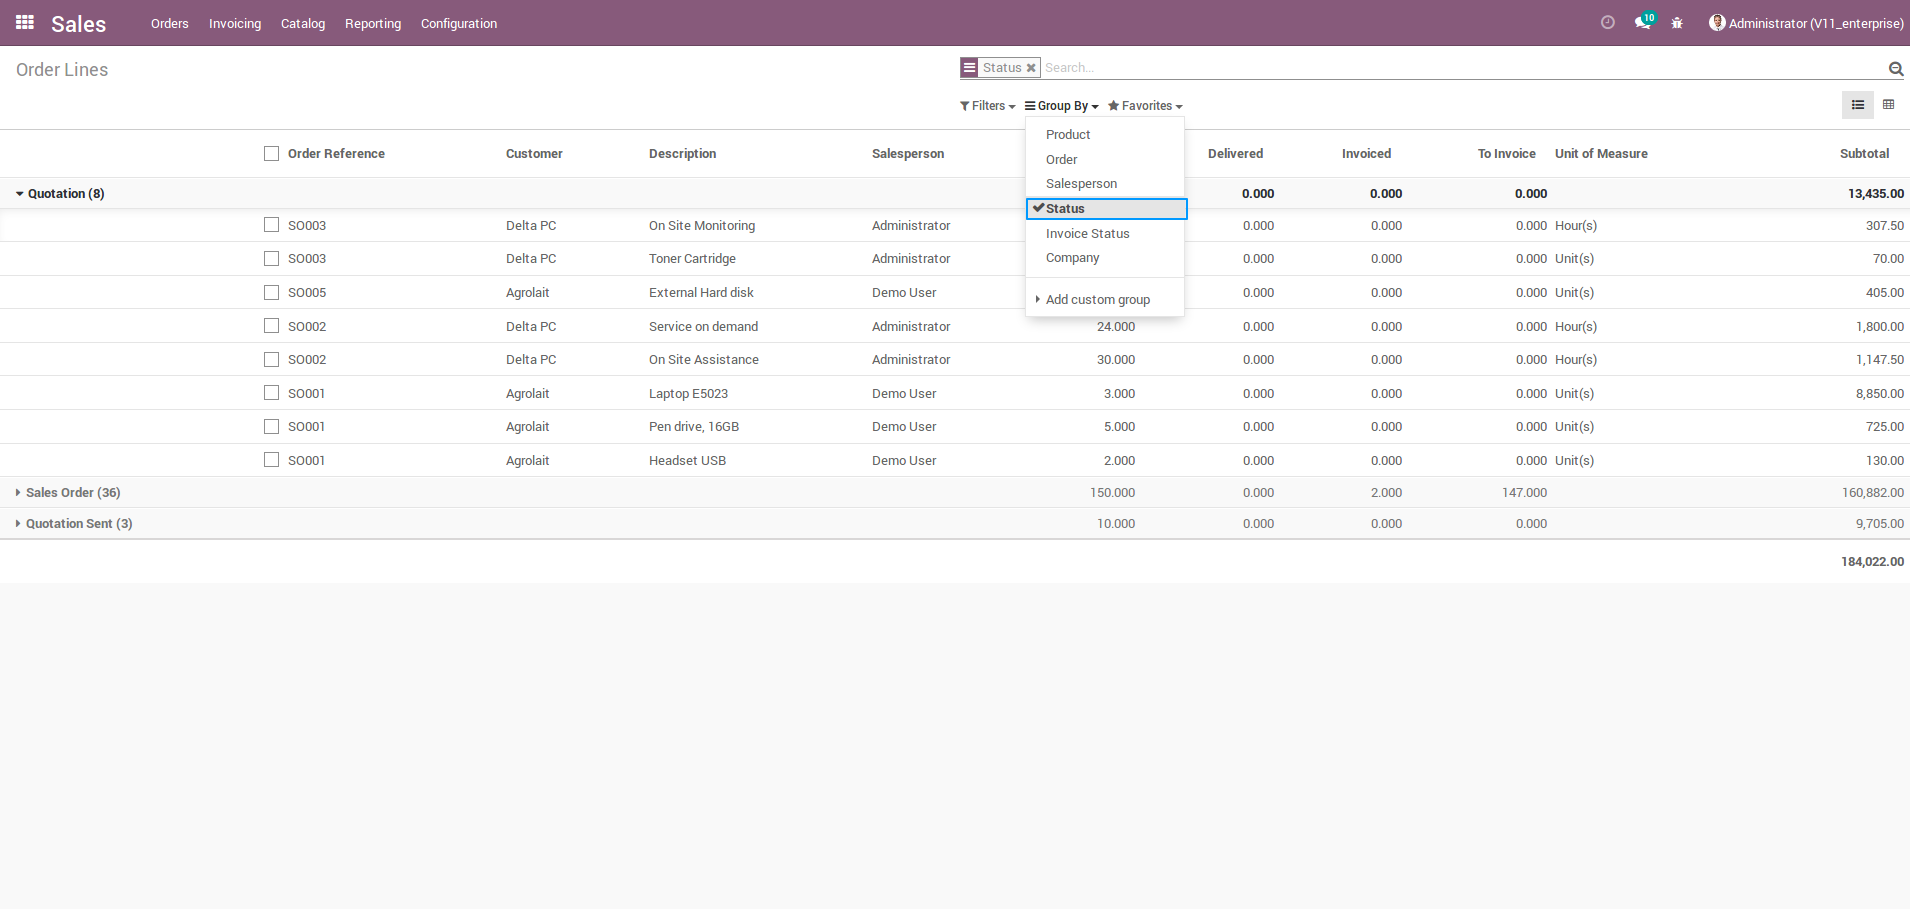 Sales Orders Invoicing Catalog Reporting Configuration 10 Administrator (V11_enterprise)
Order Lines
Status Search...
Filters Group By Favorites
Product
Order
Salesperson
Status
Invoice Status
Company
Add custom group
Order Reference Customer Description Salesperson Delivered Invoiced To Invoice Unit of Measure Subtotal
Quotation (8) 0.000 0.000 0.000 13,435.00
SO003 Delta PC On Site Monitoring Administrator 0.000 0.000 0.000 Hour(s) 307.50
SO003 Delta PC Toner Cartridge Administrator 0.000 0.000 0.000 Unit(s) 70.00
SO005 Agrolait External Hard disk Demo User 0.000 0.000 0.000 Unit(s) 405.00
SO002 Delta PC Service on demand Administrator 24.000 0.000 0.000 0.000 Hour(s) 1,800.00
SO002 Delta PC On Site Assistance Administrator 30.000 0.000 0.000 0.000 Hour(s) 1,147.50
SO001 Agrolait Laptop E5023 Demo User 3.000 0.000 0.000 0.000 Unit(s) 8,850.00
SO001 Agrolait Pen drive, 16GB Demo User 5.000 0.000 0.000 0.000 Unit(s) 725.00
SO001 Agrolait Headset USB Demo User 2.000 0.000 0.000 0.000 Unit(s) 130.00
Sales Order (36) 150.000 0.000 2.000 147.000 160,882.00
Quotation Sent (3) 10.000 0.000 0.000 0.000 9,705.00
184,022.00